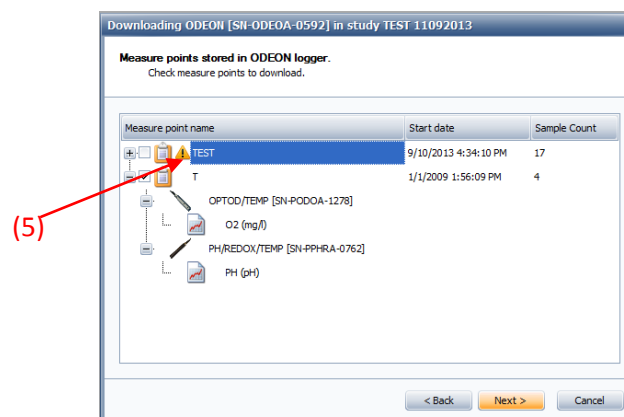 Downloading ODEON [SN-ODEOA-0592] in study TEST 11092013
Measure points stored in ODEON logger.
Check measure points to download.
Measure point name Start date Sample Count
TEST 9/10/2013 4:34:10 PM 17
T 1/1/2009 1:56:09 PM 4
OPTOD/TEMP [SN-PODOA-1278]
(5)
O2 (mg/l)
PH/REDOX/TEMP [SN-PPHRA-0762]
PH (pH)
< Back Next > Cancel